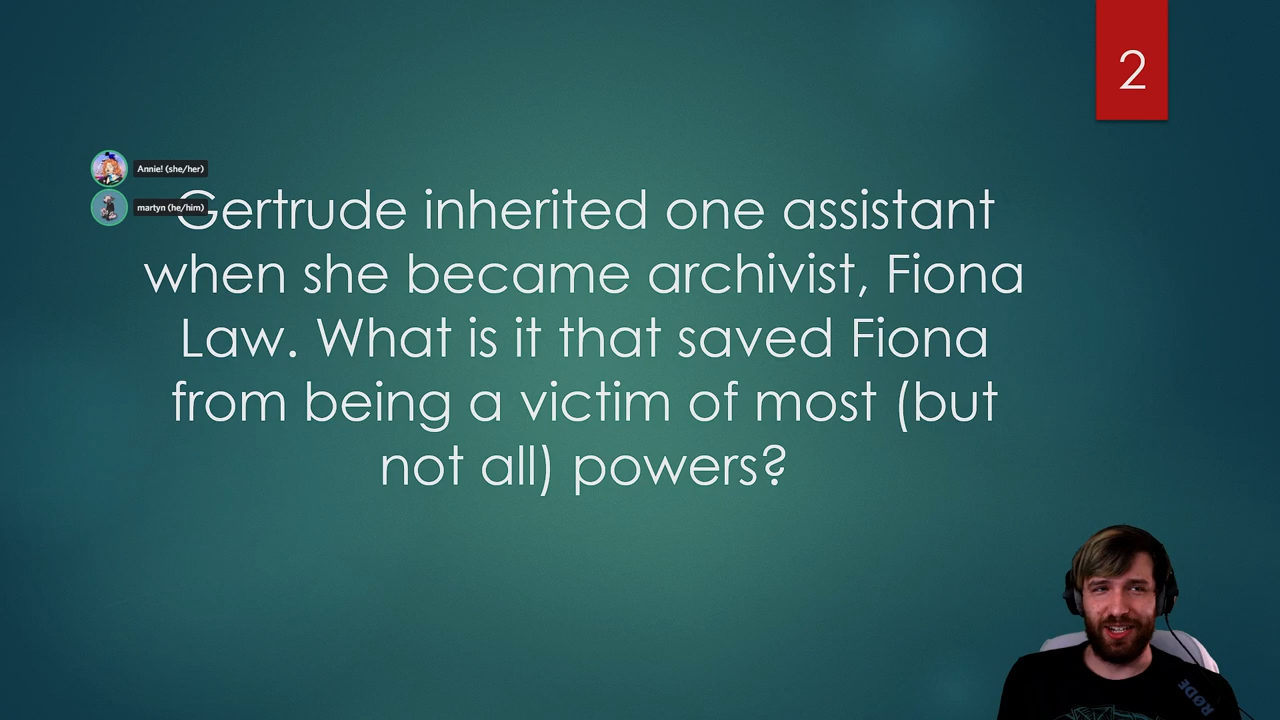 2
Annie! (she/her)
martyn (he/him)
Gertrude inherited one assistant
when she became archivist, Fiona
Law. What is it that saved Fiona
from being a victim of most (but
not all) powers?
RØDE